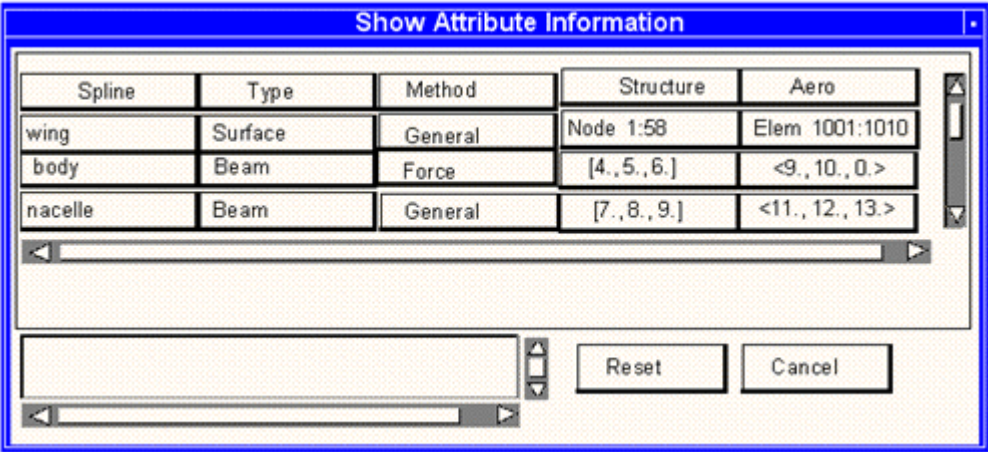 Show Attribute Information
Spline Type Method Structure Aero
wing Surface General Node 1:58 Elem 1001:1010
body Beam Force [4.,5.,6.] <9.,10.,0.>
nacelle Beam General [7.,8.,9.] <11.,12.,13.>
Reset Cancel